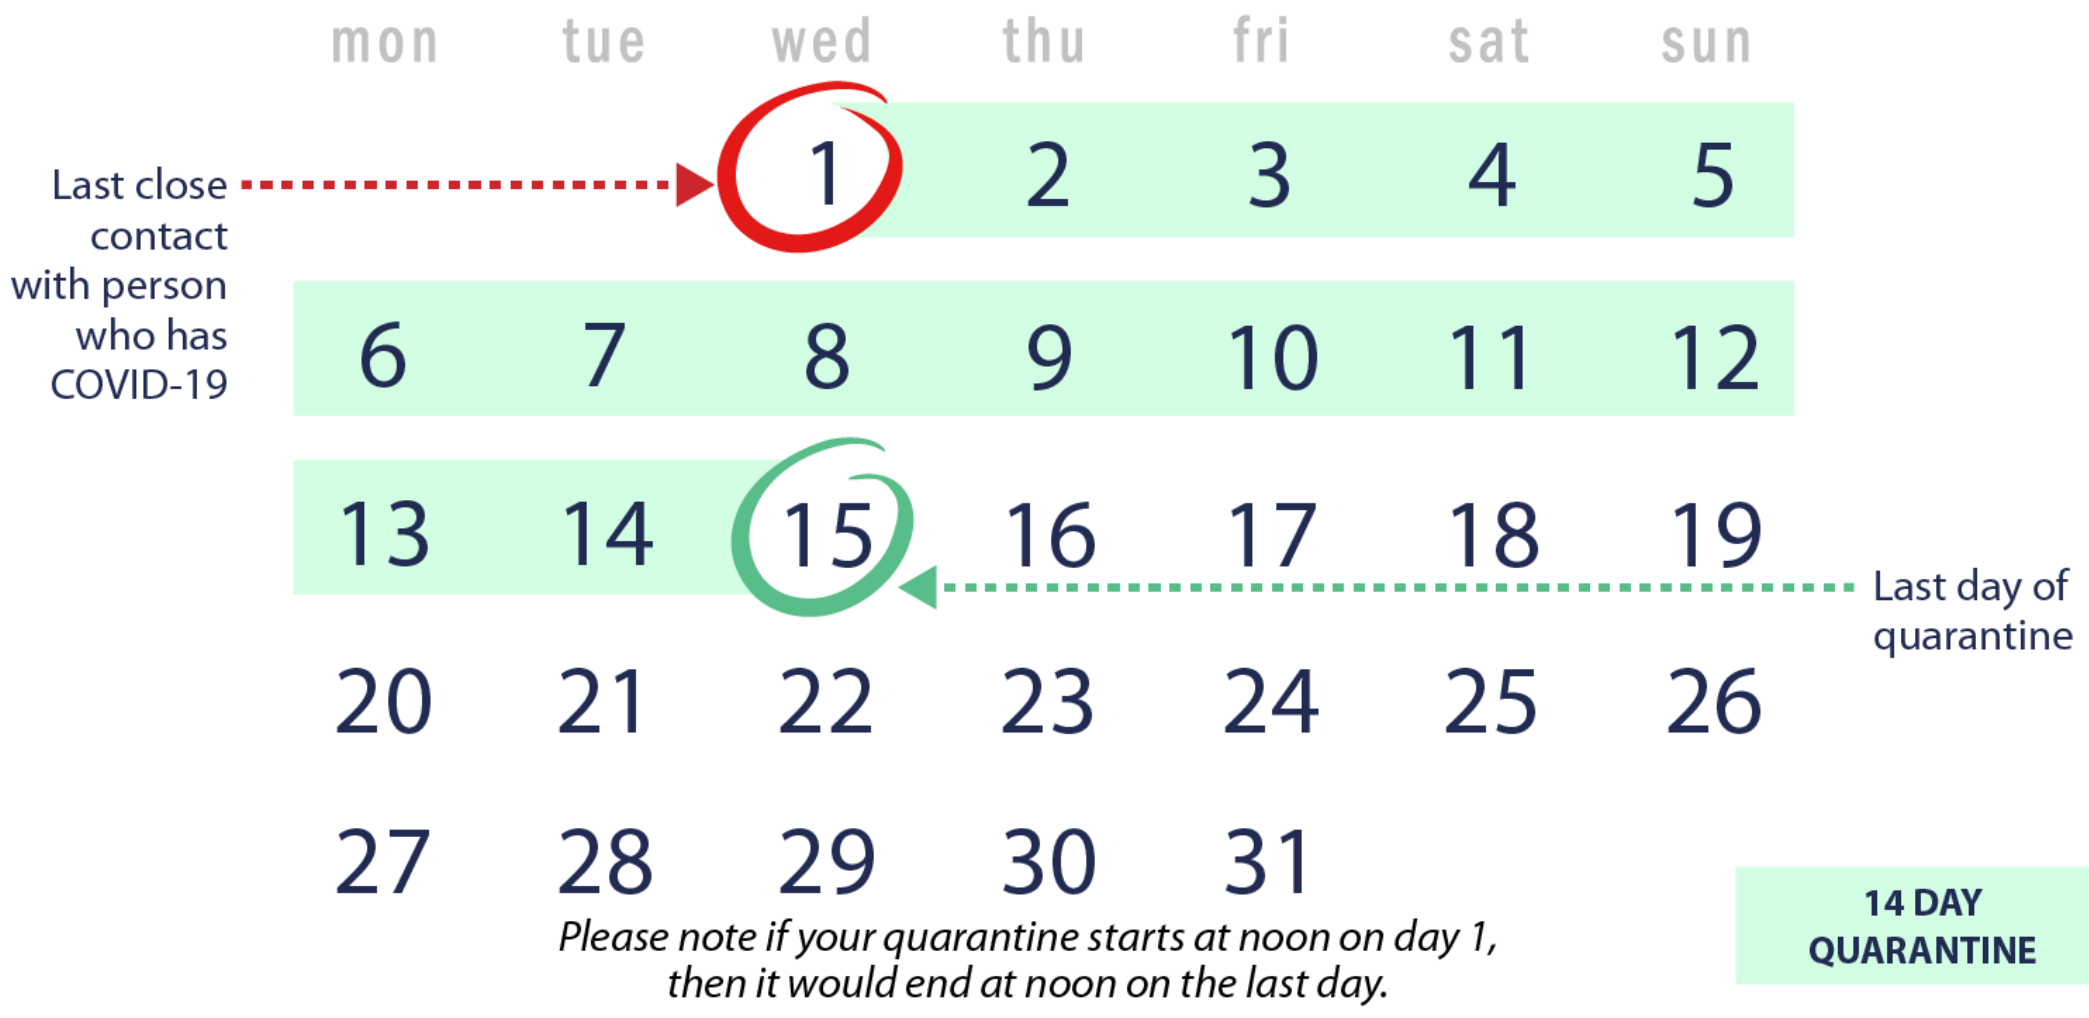 mon tue wed thu fri sat sun
1 2 3 4 5
Last close
contact
with person
who has
COVID-19
6 7 8 9 10 11 12
13 14 15 16 17 18 19
Last day of
quarantine
20 21 22 23 24 25 26
27 28 29 30 31
Please note if your quarantine starts at noon on day 1,
then it would end at noon on the last day.
14 DAY
QUARANTINE